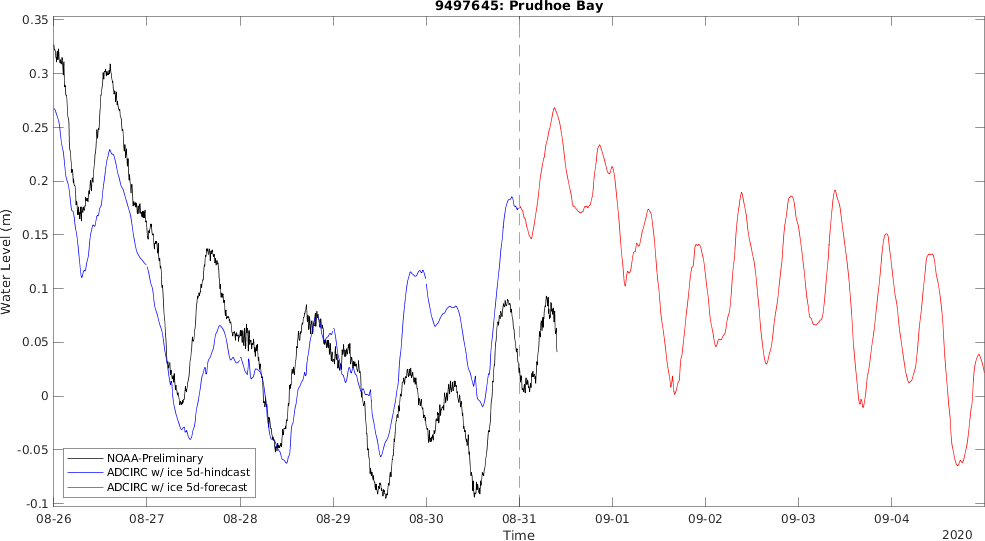 9497645: Prudhoe Bay
0.35
0.3
0.25
0.2
0.15
0.1
0.05
0
-0.05
-0.1
Water Level (m)
NOAA-Preliminary
ADCIRC w/ ice 5d-hindcast
ADCIRC w/ ice 5d-forecast
08-26 08-27 08-28 08-29 08-30 08-31 09-01 09-02 09-03 09-04
Time
2020